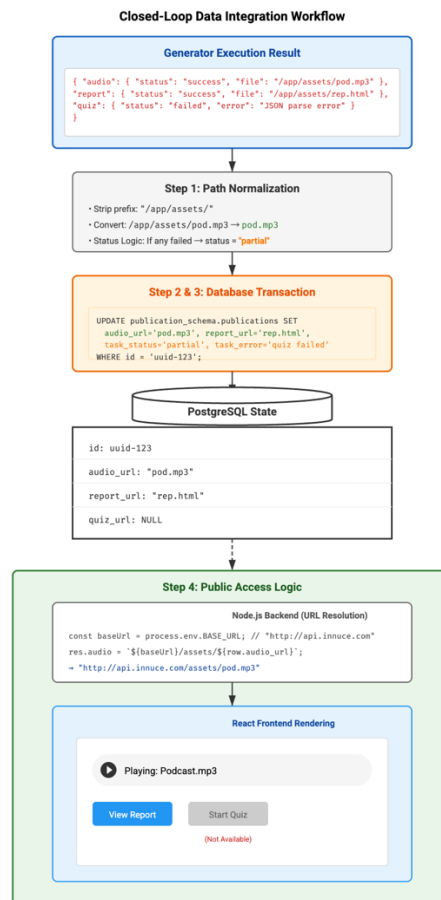 Closed-Loop Data Integration Workflow
Generator Execution Result
{ "audio": { "status": "success", "file": "/app/assets/pod.mp3" },
"report": { "status": "success", "file": "/app/assets/rep.html" },
"quiz": { "status": "failed", "error": "JSON parse error" }
}
Step 1: Path Normalization
• Strip prefix: "/app/assets/"
• Convert: /app/assets/pod.mp3 → pod.mp3
• Status Logic: If any failed → status = "partial"
Step 2 & 3: Database Transaction
UPDATE publication_schema.publications SET
audio_url='pod.mp3', report_url='rep.html',
task_status='partial', task_error='quiz failed'
WHERE id = 'uuid-123';
PostgreSQL State
id: uuid-123
audio_url: "pod.mp3"
report_url: "rep.html"
quiz_url: NULL
Step 4: Public Access Logic
Node.js Backend (URL Resolution)
const baseUrl = process.env.BASE_URL; // "http://api.innuce.com"
res.audio = `${baseUrl}/assets/${row.audio_url}`;
→ "http://api.innuce.com/assets/pod.mp3"
React Frontend Rendering
Playing: Podcast.mp3
View Report
Start Quiz
(Not Available)